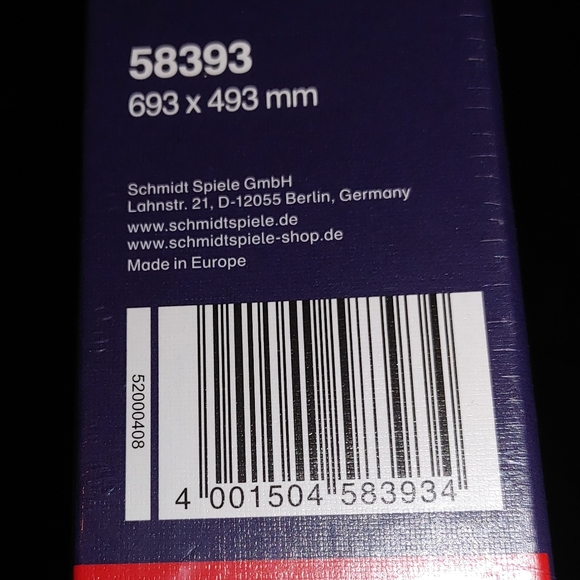 58393
693 x 493 mm
Schmidt Spiele GmbH
Lahnstr. 21, D-12055 Berlin, Germany
www.schmidtspiele.de
www.schmidtspiele-shop.de
Made in Europe
52000408
4 001504 583934